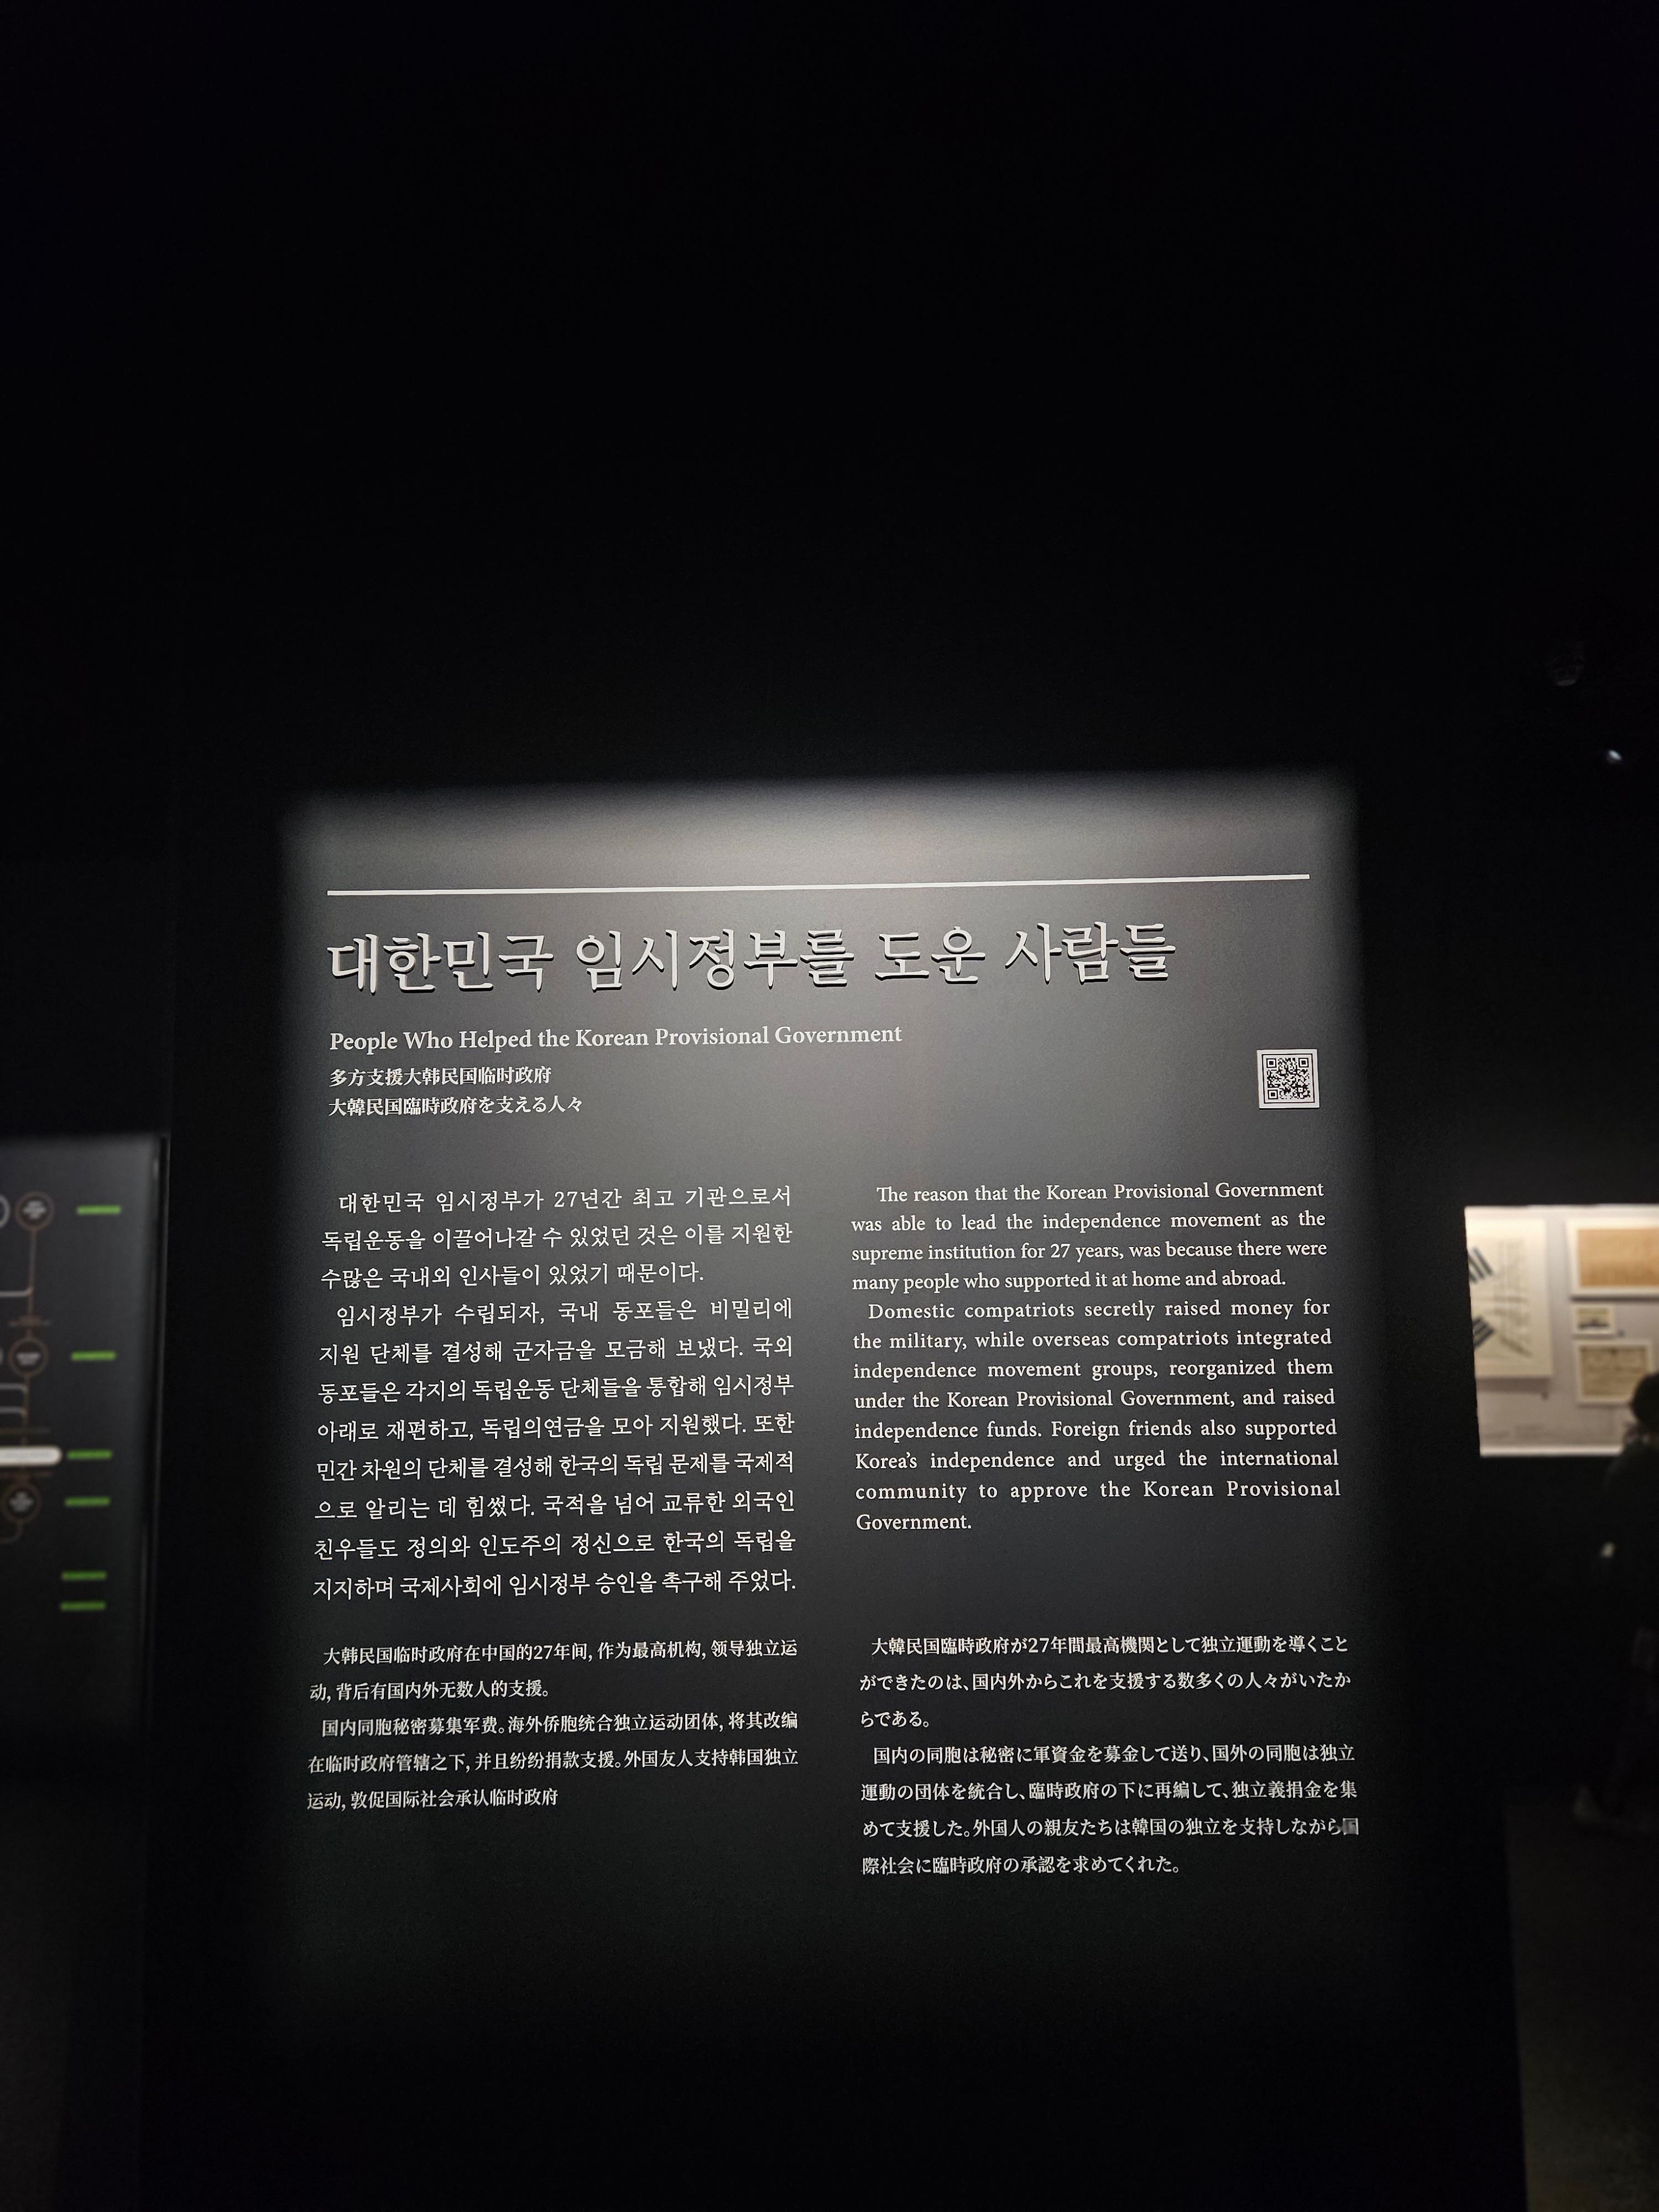 대한민국 임시정부를 도운 사람들
People Who Helped the Korean Provisional Government
多方支援大韩民国临时政府
大韓民国臨時政府を支える人々
대한민국 임시정부가 27년간 최고 기관으로서
독립운동을 이끌어나갈 수 있었던 것은 이를 지원한
수많은 국내외 인사들이 있었기 때문이다.
임시정부가 수립되자, 국내 동포들은 비밀리에
지원 단체를 결성해 군자금을 모금해 보냈다. 국외
동포들은 각지의 독립운동 단체들을 통합해 임시정부
아래로 재편하고, 독립의연금을 모아 지원했다. 또한
민간 차원의 단체를 결성해 한국의 독립 문제를 국제적
으로 알리는 데 힘썼다. 국적을 넘어 교류한 외국인
친우들도 정의와 인도주의 정신으로 한국의 독립을
지지하며 국제사회에 임시정부 승인을 촉구해 주었다.
The reason that the Korean Provisional Government
was able to lead the independence movement as the
supreme institution for 27 years, was because there were
many people who supported it at home and abroad.
Domestic compatriots secretly raised money for
the military, while overseas compatriots integrated
independence movement groups, reorganized them
under the Korean Provisional Government, and raised
independence funds. Foreign friends also supported
Korea's independence and urged the international
community to approve the Korean Provisional
Government.
大韩民国临时政府在中国的27年间, 作为最高机构, 领导独立运
动, 背后有国内外无数人的支援。
国内同胞秘密募集军费。海外侨胞统合独立运动团体, 将其改编
在临时政府管辖之下, 并且纷纷捐款支援。外国友人支持韩国独立
运动, 敦促国际社会承认临时政府
大韓民国臨時政府が27年間最高機関として独立運動を導くこと
ができたのは、国内外からこれを支援する数多くの人々がいたか
らである。
国内の同胞は秘密に軍資金を募金して送り、国外の同胞は独立
運動の団体を統合し、臨時政府の下に再編して、独立義捐金を集
めて支援した。外国人の親友たちは韓国の独立を支持しながら国
際社会に臨時政府の承認を求めてくれた。